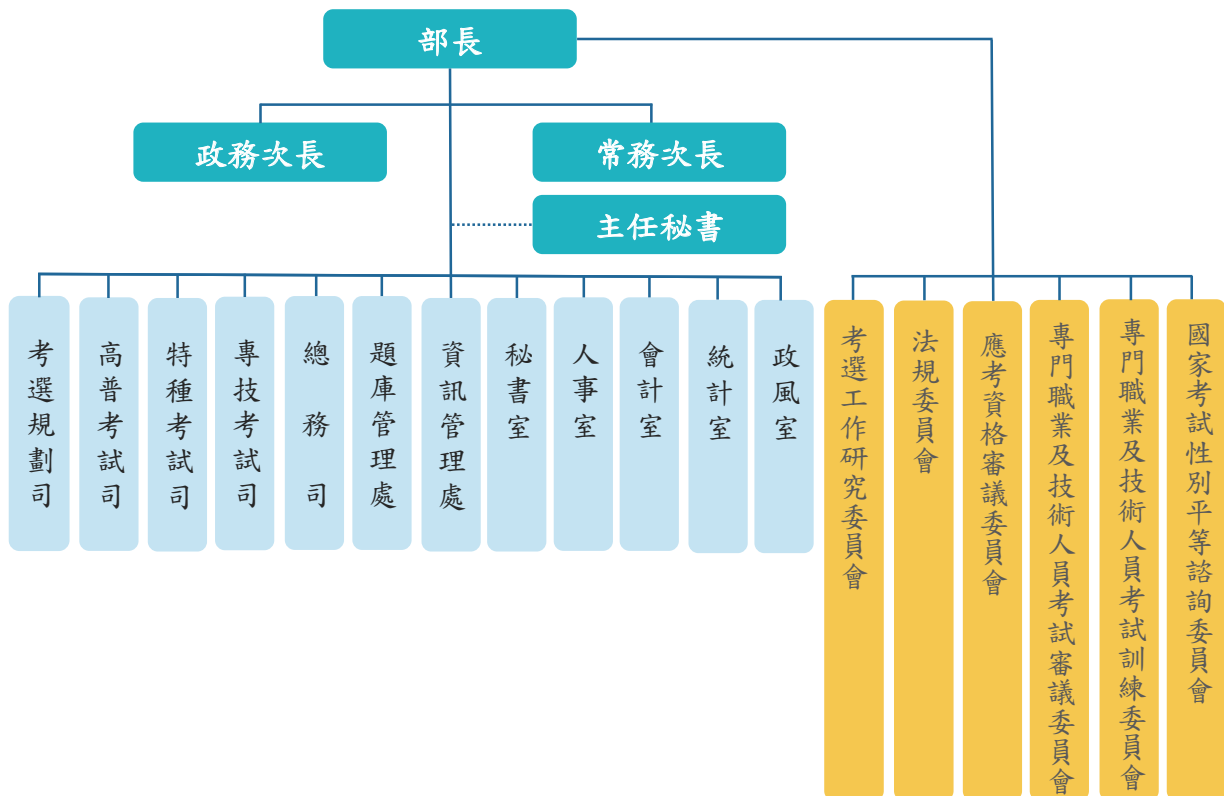 部長
政務次長
常務次長
主任秘書
考選規劃司
高普考試司
特種考試司
專技考試司
總務司
題庫管理處
資訊管理處
秘書室
人事室
會計室
統計室
政風室
考選工作研究委員會
法規委員會
應考資格審議委員會
專門職業及技術人員考試審議委員會
專門職業及技術人員考試訓練委員會
國家考試性別平等諮詢委員會